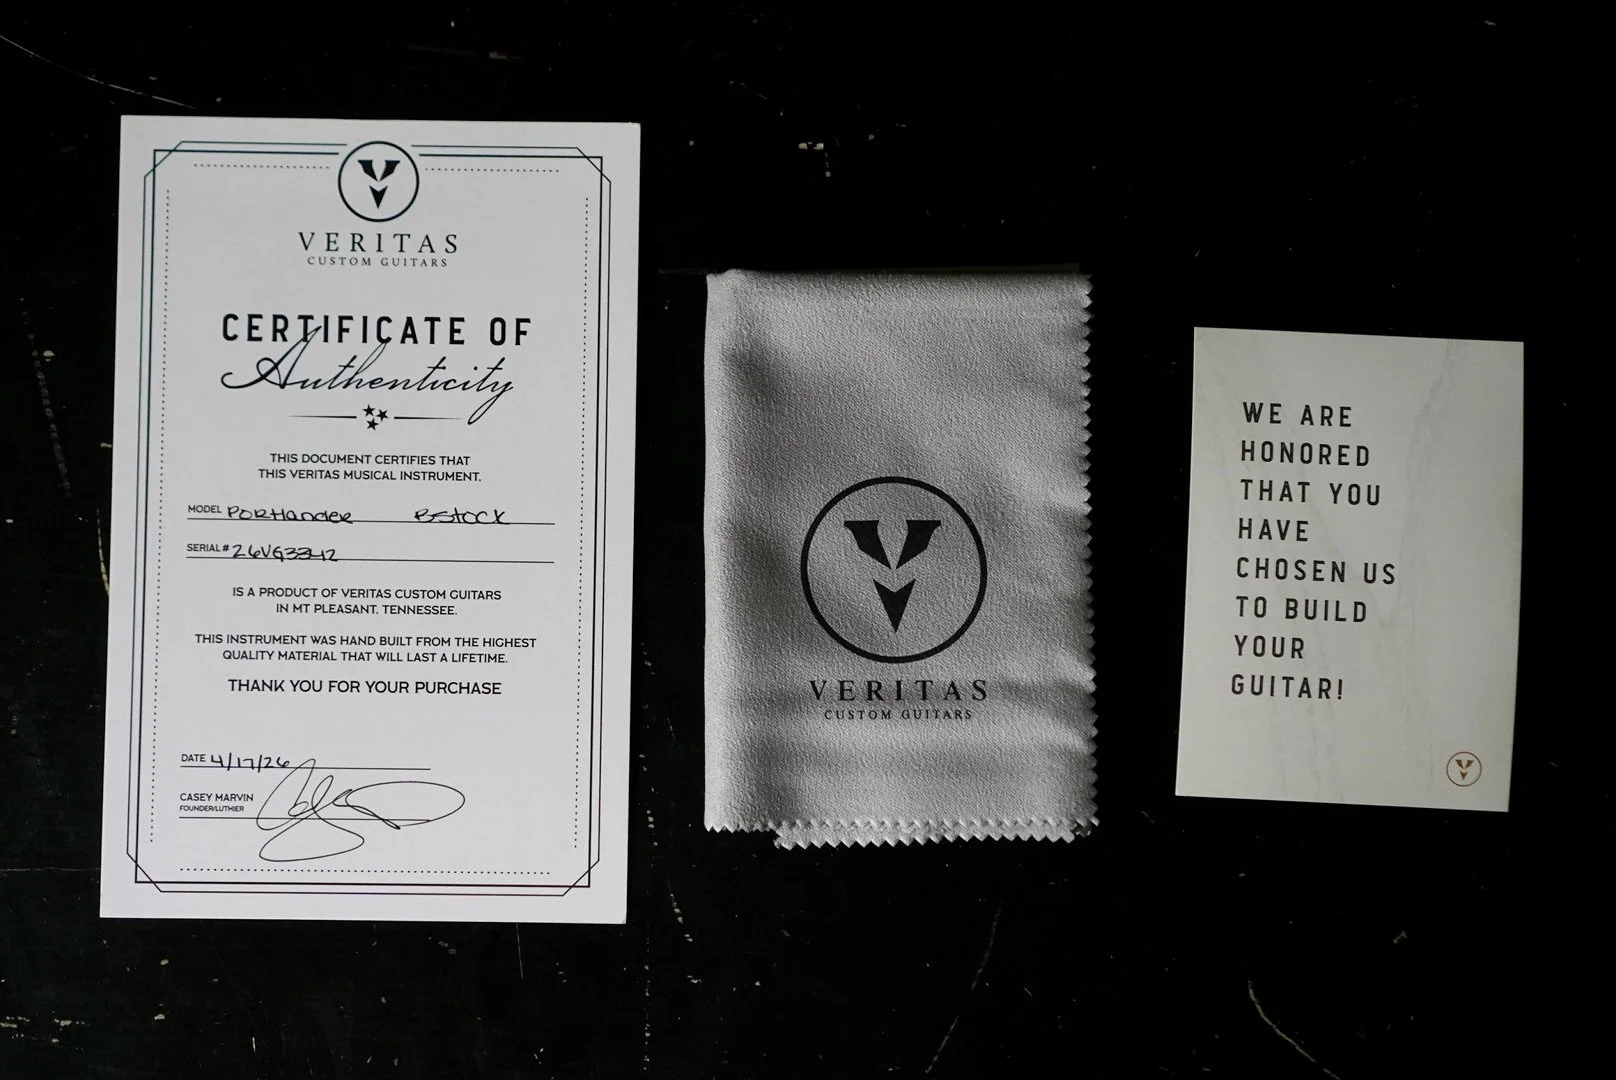 VERITAS
CUSTOM GUITARS
CERTIFICATE OF
Authenticity
THIS DOCUMENT CERTIFIES THAT
THIS VERITAS MUSICAL INSTRUMENT.
MODEL Portlander B-Stock
SERIAL# 26VG3342
IS A PRODUCT OF VERITAS CUSTOM GUITARS
IN MT PLEASANT, TENNESSEE.
THIS INSTRUMENT WAS HAND BUILT FROM THE HIGHEST
QUALITY MATERIAL THAT WILL LAST A LIFETIME.
THANK YOU FOR YOUR PURCHASE
DATE 4/17/26
CASEY MARVIN
FOUNDER/LUTHIER
VERITAS
CUSTOM GUITARS
WE ARE
HONORED
THAT YOU
HAVE
CHOSEN US
TO BUILD
YOUR
GUITAR!